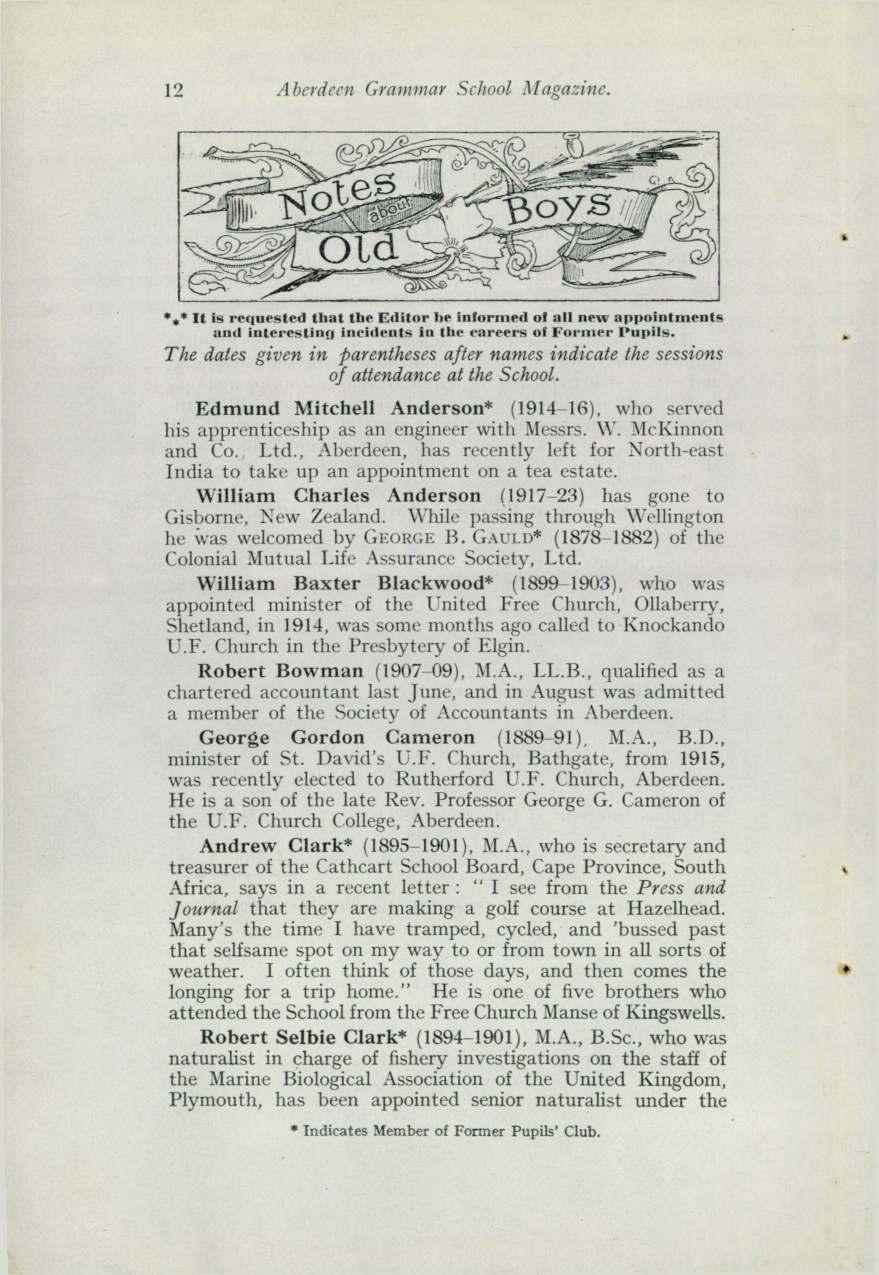 12 Aberdeen Grammar School Magazine.
Notes about Old Boys
*** It is requested that the Editor be informed of all new appointments
and interesting incidents in the careers of Former Pupils.
The dates given in parentheses after names indicate the sessions
of attendance at the School.
Edmund Mitchell Anderson* (1914–16), who served
his apprenticeship as an engineer with Messrs. W. McKinnon
and Co., Ltd., Aberdeen, has recently left for North-east
India to take up an appointment on a tea estate.
William Charles Anderson (1917–23) has gone to
Gisborne, New Zealand. While passing through Wellington
he was welcomed by GEORGE B. GAULD* (1878–1882) of the
Colonial Mutual Life Assurance Society, Ltd.
William Baxter Blackwood* (1899–1903), who was
appointed minister of the United Free Church, Ollaberry,
Shetland, in 1914, was some months ago called to Knockando
U.F. Church in the Presbytery of Elgin.
Robert Bowman (1907–09), M.A., LL.B., qualified as a
chartered accountant last June, and in August was admitted
a member of the Society of Accountants in Aberdeen.
George Gordon Cameron (1889–91), M.A., B.D.,
minister of St. David's U.F. Church, Bathgate, from 1915,
was recently elected to Rutherford U.F. Church, Aberdeen.
He is a son of the late Rev. Professor George G. Cameron of
the U.F. Church College, Aberdeen.
Andrew Clark* (1895–1901), M.A., who is secretary and
treasurer of the Cathcart School Board, Cape Province, South
Africa, says in a recent letter : " I see from the Press and
Journal that they are making a golf course at Hazelhead.
Many's the time I have tramped, cycled, and 'bussed past
that selfsame spot on my way to or from town in all sorts of
weather. I often think of those days, and then comes the
longing for a trip home." He is one of five brothers who
attended the School from the Free Church Manse of Kingswells.
Robert Selbie Clark* (1894–1901), M.A., B.Sc., who was
naturalist in charge of fishery investigations on the staff of
the Marine Biological Association of the United Kingdom,
Plymouth, has been appointed senior naturalist under the
* Indicates Member of Former Pupils' Club.